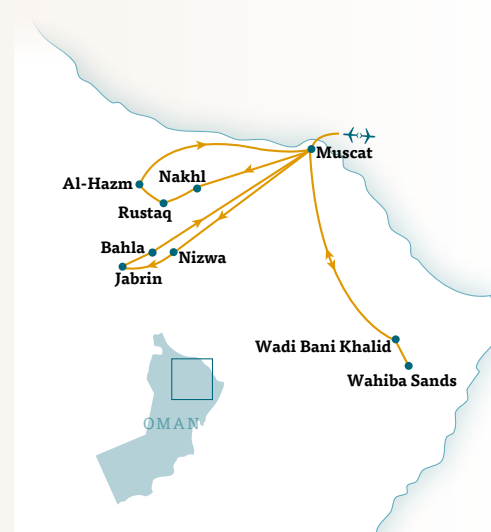 Muscat
Nakhl
Al-Hazm
Rustaq
Bahla
Nizwa
Jabrin
Wadi Bani Khalid
Wahiba Sands
OMAN